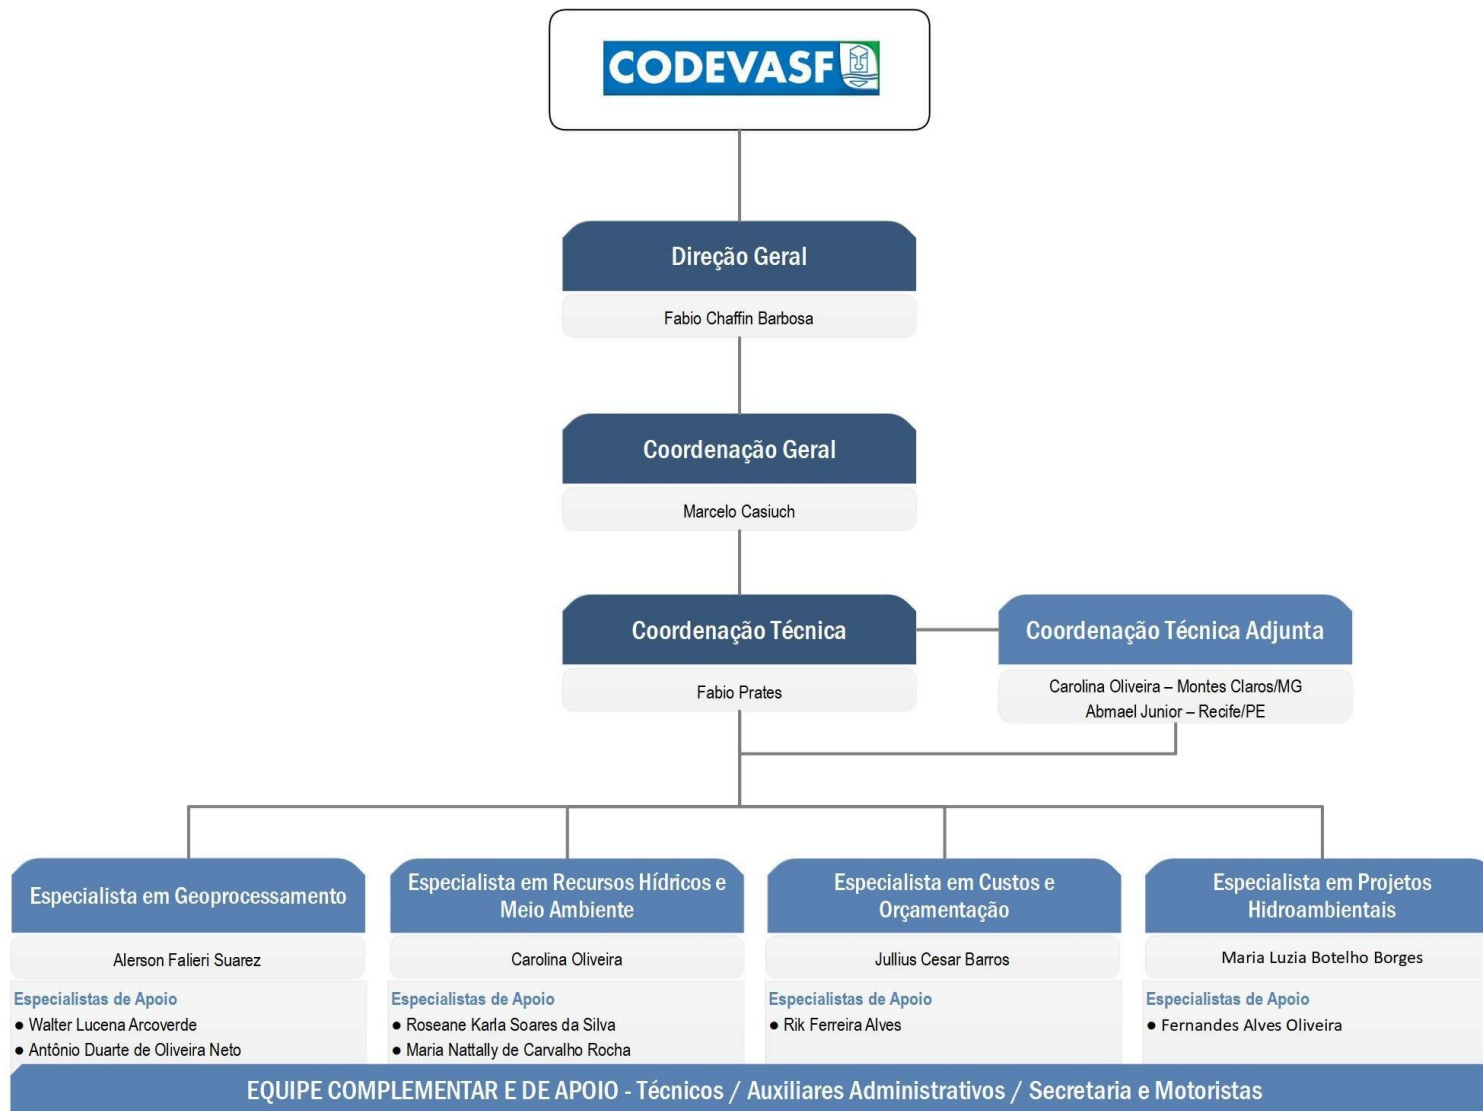 CODEVASF
Direção Geral
Fabio Chaffin Barbosa
Coordenação Geral
Marcelo Casiuch
Coordenação Técnica
Fabio Prates
Coordenação Técnica Adjunta
Carolina Oliveira – Montes Claros/MG
Abmael Junior – Recife/PE
Especialista em Geoprocessamento
Alerson Falieri Suarez
Especialistas de Apoio
● Walter Lucena Arcoverde
● Antônio Duarte de Oliveira Neto
Especialista em Recursos Hídricos e
Meio Ambiente
Carolina Oliveira
Especialistas de Apoio
● Roseane Karla Soares da Silva
● Maria Nattally de Carvalho Rocha
Especialista em Custos e
Orçamentação
Jullius Cesar Barros
Especialistas de Apoio
● Rik Ferreira Alves
Especialista em Projetos
Hidroambientais
Maria Luzia Botelho Borges
Especialistas de Apoio
● Fernandes Alves Oliveira
EQUIPE COMPLEMENTAR E DE APOIO - Técnicos / Auxiliares Administrativos / Secretaria e Motoristas